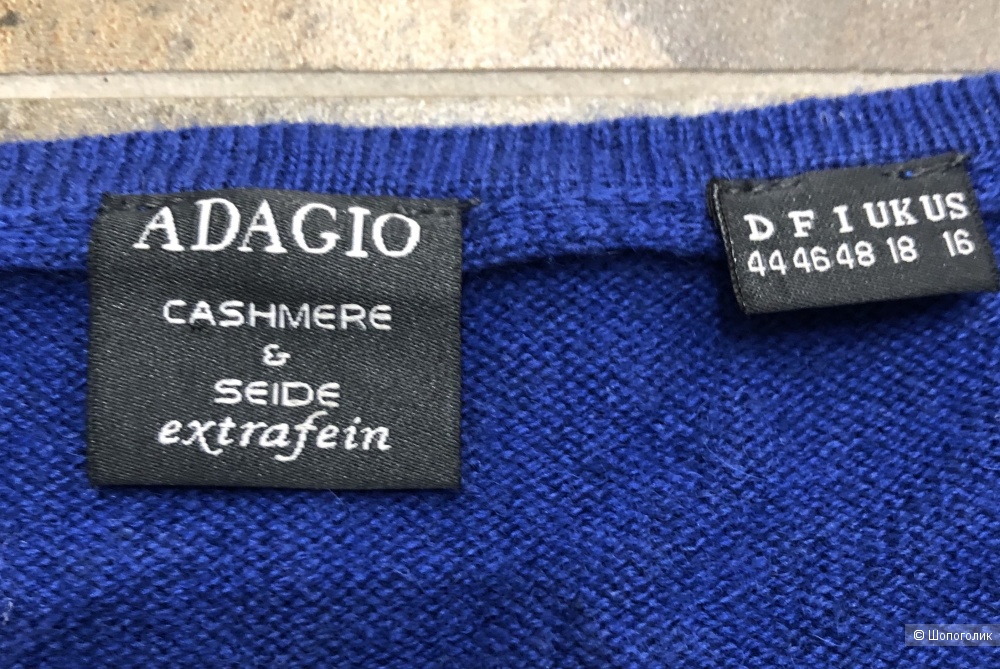 ADAGIO
CASHMERE
&
SEIDE
extrafein
D F I UK US
44 46 48 18 16
© Шопоголик